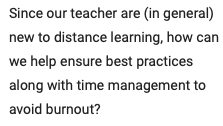 Since our teacher are (in general)
new to distance learning, how can
we help ensure best practices
along with time management to
avoid burnout?